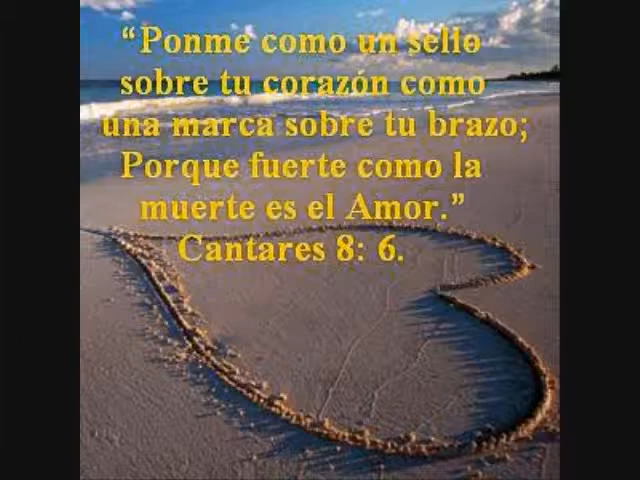 “Ponme como un sello
sobre tu corazón como
una marca sobre tu brazo;
Porque fuerte como la
muerte es el Amor.”
Cantares 8: 6.